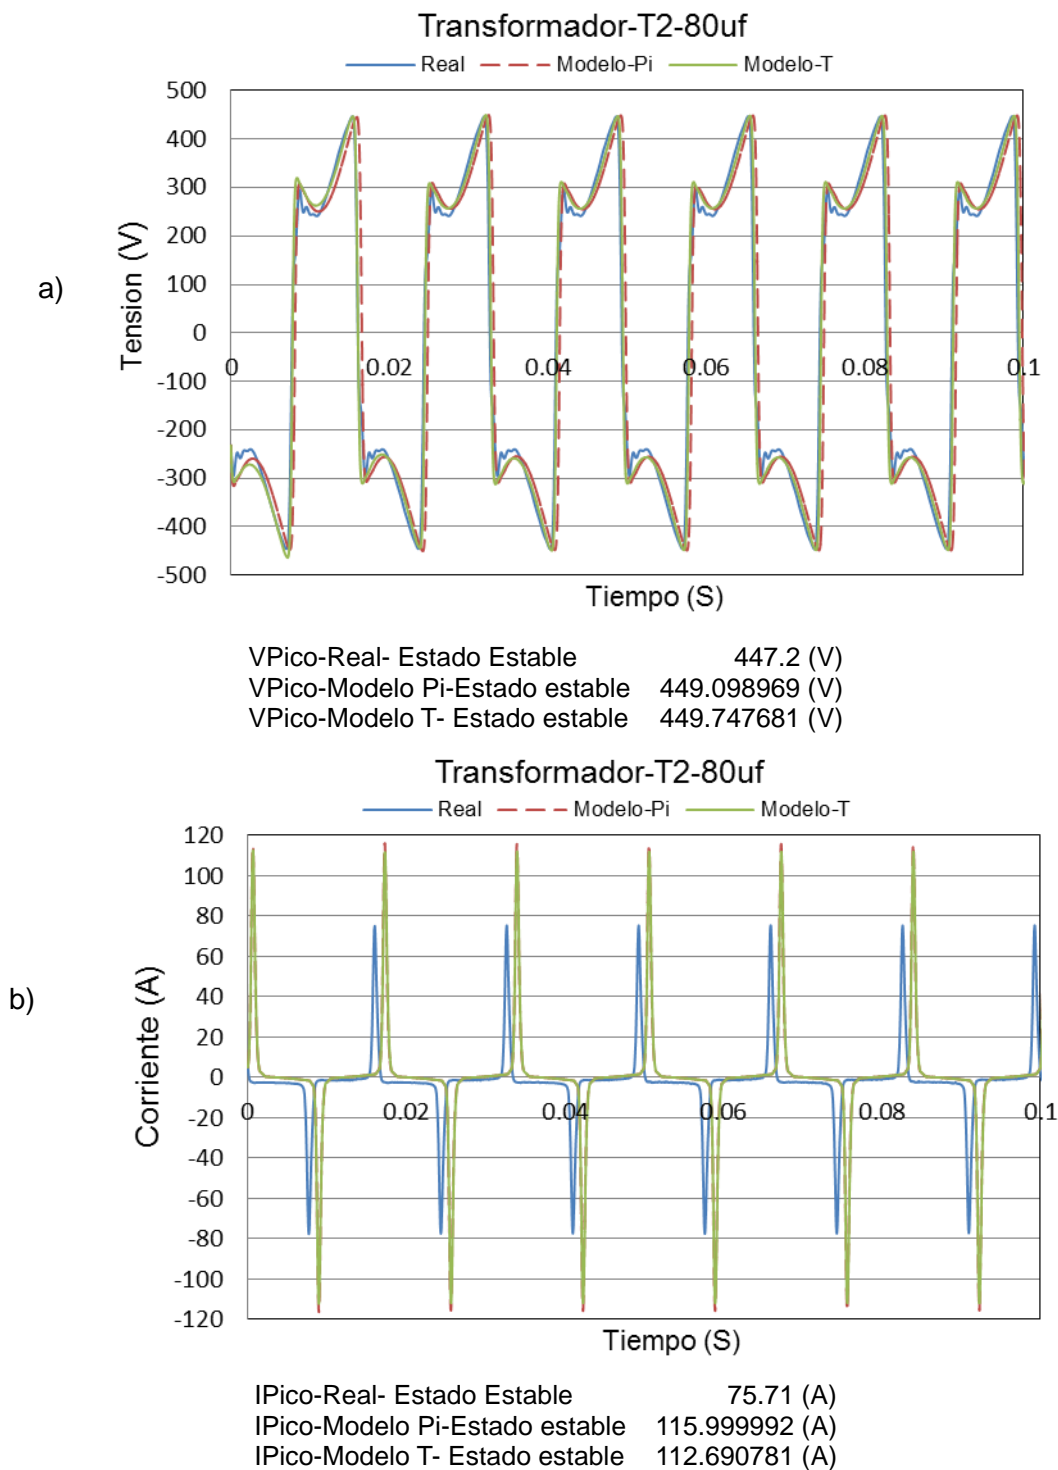 Transformador-T2-80uf
Real Modelo-Pi Modelo-T
500
400
300
200
100
0
-100
-200
-300
-400
-500
Tension (V)
a)
0 0.02 0.04 0.06 0.08 0.1
Tiempo (S)
VPico-Real- Estado Estable 447.2 (V)
VPico-Modelo Pi-Estado estable 449.098969 (V)
VPico-Modelo T- Estado estable 449.747681 (V)
Transformador-T2-80uf
Real Modelo-Pi Modelo-T
120
100
80
60
40
20
0
-20
-40
-60
-80
-100
-120
Corriente (A)
b)
0 0.02 0.04 0.06 0.08 0.1
Tiempo (S)
IPico-Real- Estado Estable 75.71 (A)
IPico-Modelo Pi-Estado estable 115.999992 (A)
IPico-Modelo T- Estado estable 112.690781 (A)